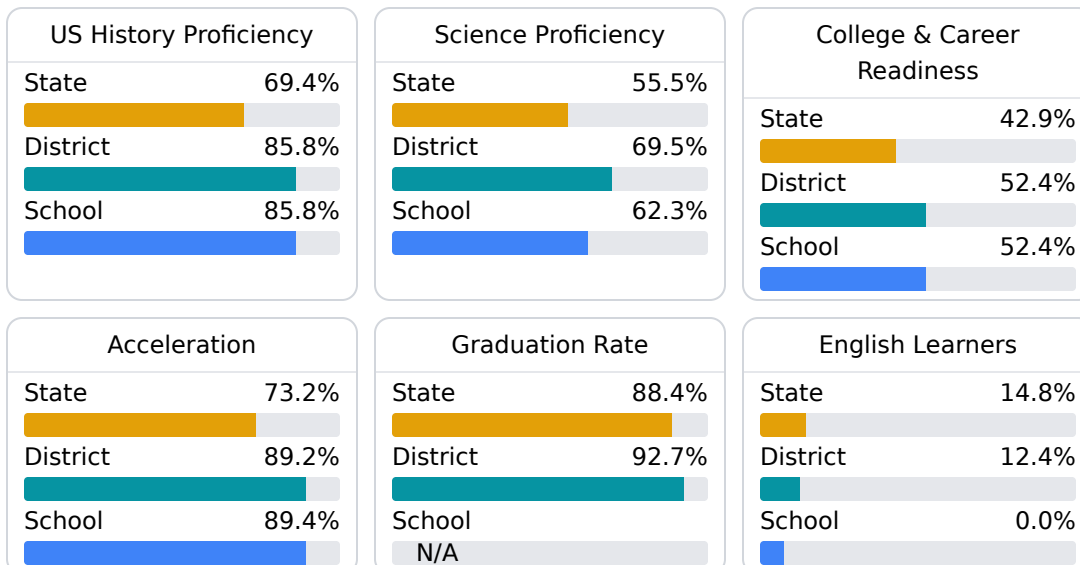 US History Proficiency
State 69.4%
District 85.8%
School 85.8%
Science Proficiency
State 55.5%
District 69.5%
School 62.3%
College & Career
Readiness
State 42.9%
District 52.4%
School 52.4%
Acceleration
State 73.2%
District 89.2%
School 89.4%
Graduation Rate
State 88.4%
District 92.7%
School
N/A
English Learners
State 14.8%
District 12.4%
School 0.0%